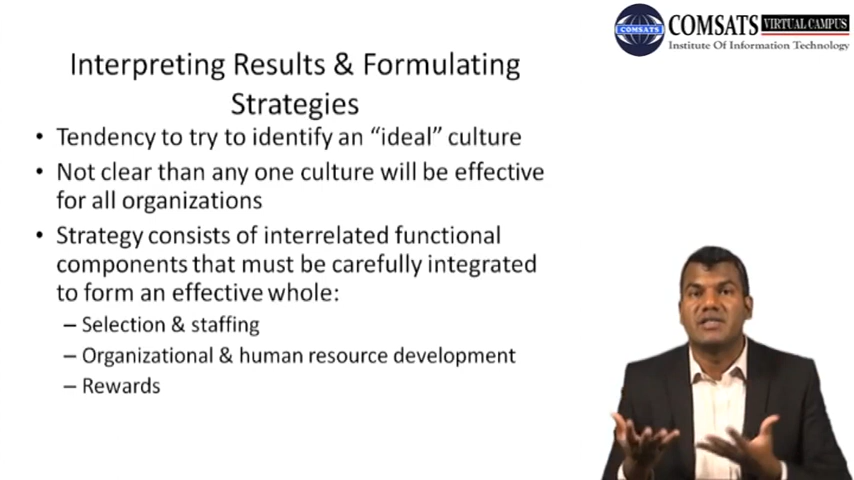 COMSATS
COMSATS VIRTUAL CAMPUS
Institute Of Information Technology
Interpreting Results & Formulating
Strategies
• Tendency to try to identify an “ideal” culture
• Not clear than any one culture will be effective
for all organizations
• Strategy consists of interrelated functional
components that must be carefully integrated
to form an effective whole:
– Selection & staffing
– Organizational & human resource development
– Rewards